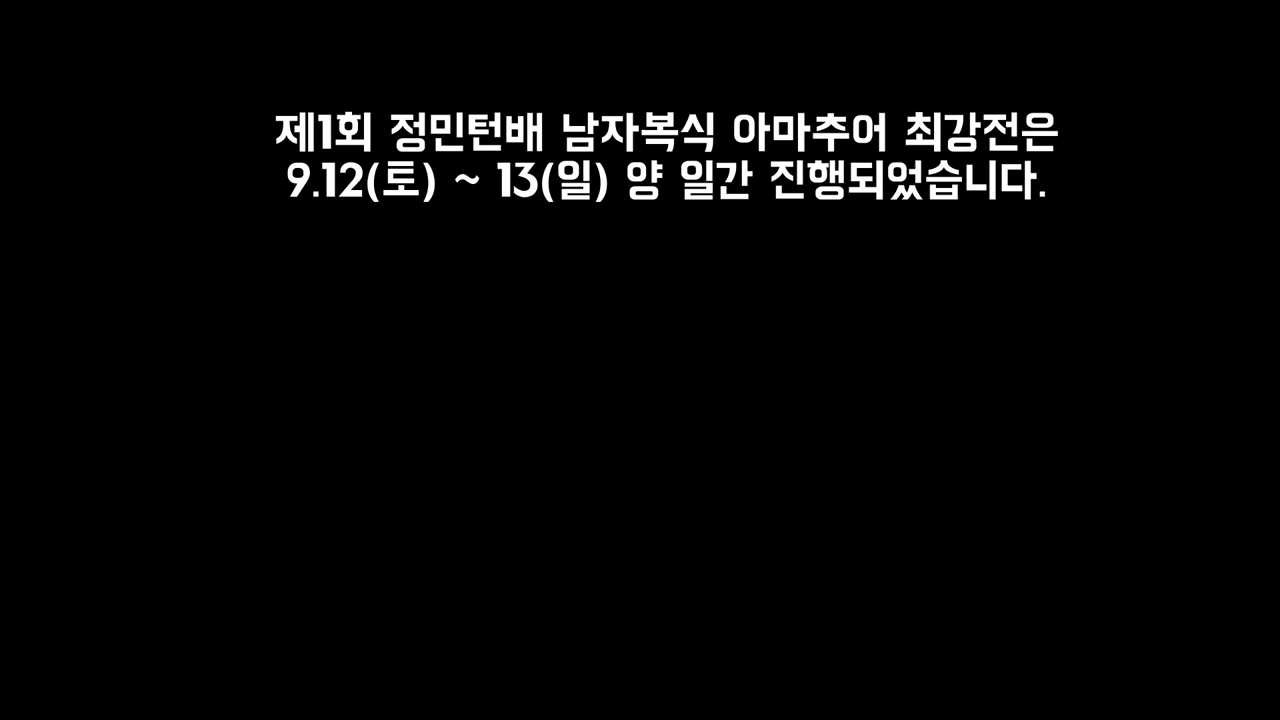 제1회 정민턴배 남자복식 아마추어 최강전은
9.12(토) ~ 13(일) 양 일간 진행되었습니다.